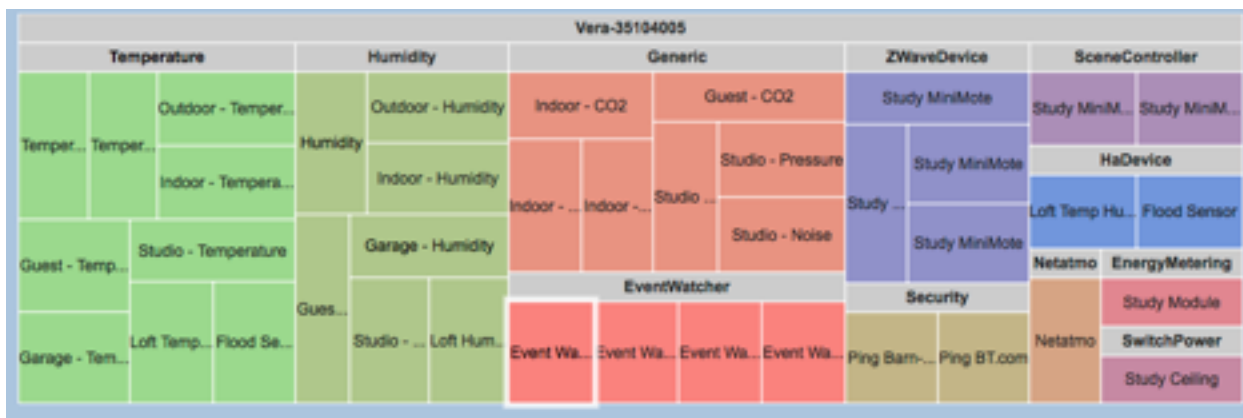 Vera-35104005
Temperature
Humidity
Generic
ZWaveDevice
SceneController
Temper...
Temper...
Outdoor - Temper...
Indoor - Tempera...
Guest - Temp...
Studio - Temperature
Garage - Tem...
Loft Temp...
Flood Se...
Humidity
Outdoor - Humidity
Indoor - Humidity
Gues...
Garage - Humidity
Studio - ...
Loft Hum...
Indoor - CO2
Guest - CO2
Indoor - ...
Indoor -...
Studio ...
Studio - Pressure
Studio - Noise
EventWatcher
Event Wa...
Event Wa...
Event Wa...
Event Wa...
Study MiniMote
Study ...
Study MiniMote
Study MiniMote
Security
Ping Barn-...
Ping BT.com
Study MiniM...
Study MiniM...
HaDevice
Loft Temp Hu...
Flood Sensor
Netatmo
EnergyMetering
Netatmo
Study Module
SwitchPower
Study Ceiling